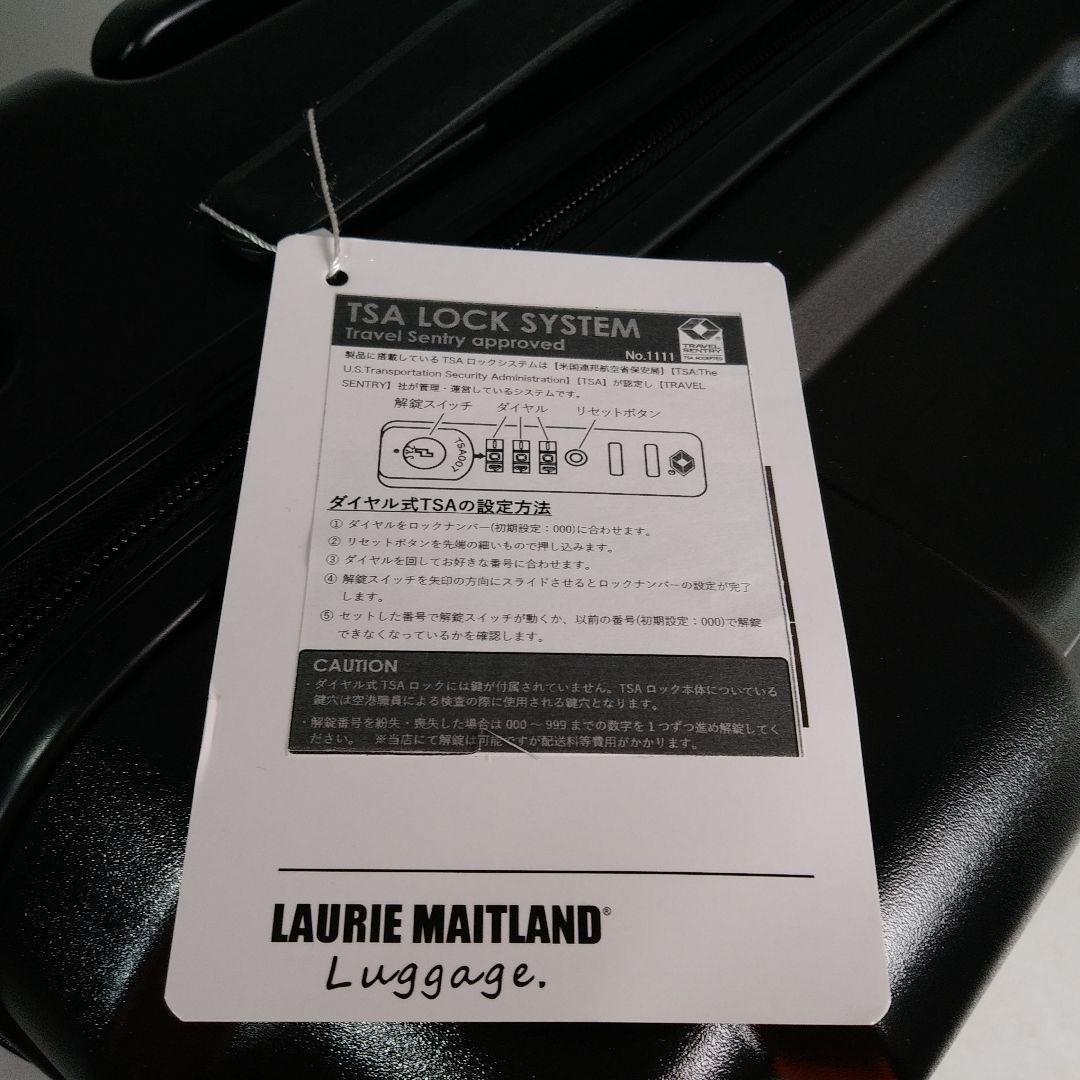 TSA LOCK SYSTEM
Travel Sentry approved
No.1111
TRAVEL
SENTRY
®
TSA ACCEPTED
製品に搭載している TSA ロックシステムは【米国連邦航空省保安局】【TSA:The
U.S.Transportation Security Administration】【TSA】が認定し【TRAVEL
SENTRY】社が管理・運営しているシステムです。
解錠スイッチ ダイヤル リセットボタン
TSA007
ダイヤル式TSAの設定方法
① ダイヤルをロックナンバー(初期設定：000)に合わせます。
② リセットボタンを先端の細いもので押し込みます。
③ ダイヤルを回してお好きな番号に合わせます。
④ 解錠スイッチを矢印の方向にスライドさせるとロックナンバーの設定が完了
します。
⑤ セットした番号で解錠スイッチが動くか、以前の番号(初期設定：000)で解錠
できなくなっているかを確認します。
CAUTION
・ダイヤル式 TSA ロックには鍵が付属されていません。TSA ロック本体についている
鍵穴は空港職員による検査の際に使用される鍵穴となります。
・解錠番号を紛失・喪失した場合は 000 ～ 999 までの数字を 1 つずつ進め解錠してく
ださい。 ※当店にて解錠は可能ですが配送料等費用がかかります。
LAURIE MAITLAND®
Luggage.